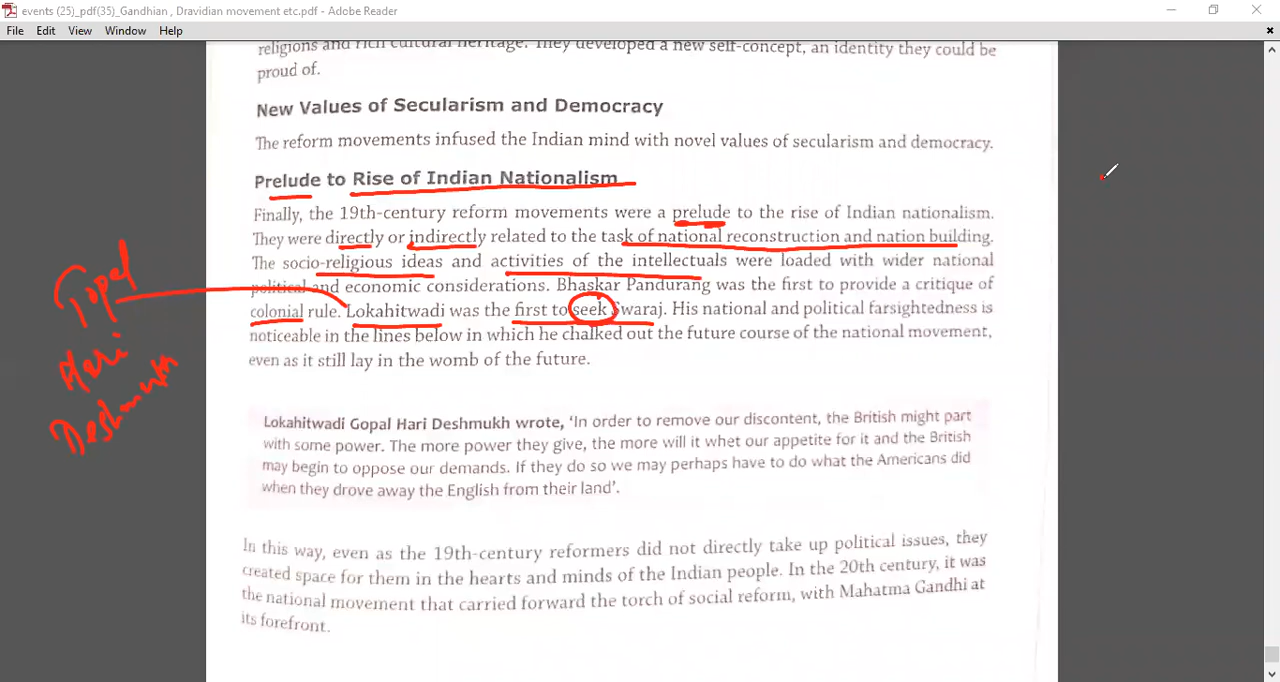 events (25)_pdf(35)_Gandhian , Dravidian movement etc.pdf - Adobe Reader
File Edit View Window Help
religions and rich cultural heritage. They developed a new self-concept, an identity they could be
proud of.
New Values of Secularism and Democracy
The reform movements infused the Indian mind with novel values of secularism and democracy.
Prelude to Rise of Indian Nationalism
Finally, the 19th-century reform movements were a prelude to the rise of Indian nationalism.
They were directly or indirectly related to the task of national reconstruction and nation building.
The socio-religious ideas and activities of the intellectuals were loaded with wider national
political and economic considerations. Bhaskar Pandurang was the first to provide a critique of
colonial rule. Lokahitwadi was the first to seek Swaraj. His national and political farsightedness is
noticeable in the lines below in which he chalked out the future course of the national movement,
even as it still lay in the womb of the future.
Gopal
Hari
Deshmukh
Lokahitwadi Gopal Hari Deshmukh wrote, ‘In order to remove our discontent, the British might part
with some power. The more power they give, the more will it whet our appetite for it and the British
may begin to oppose our demands. If they do so we may perhaps have to do what the Americans did
when they drove away the English from their land’.
In this way, even as the 19th-century reformers did not directly take up political issues, they
created space for them in the hearts and minds of the Indian people. In the 20th century, it was
the national movement that carried forward the torch of social reform, with Mahatma Gandhi at
its forefront.